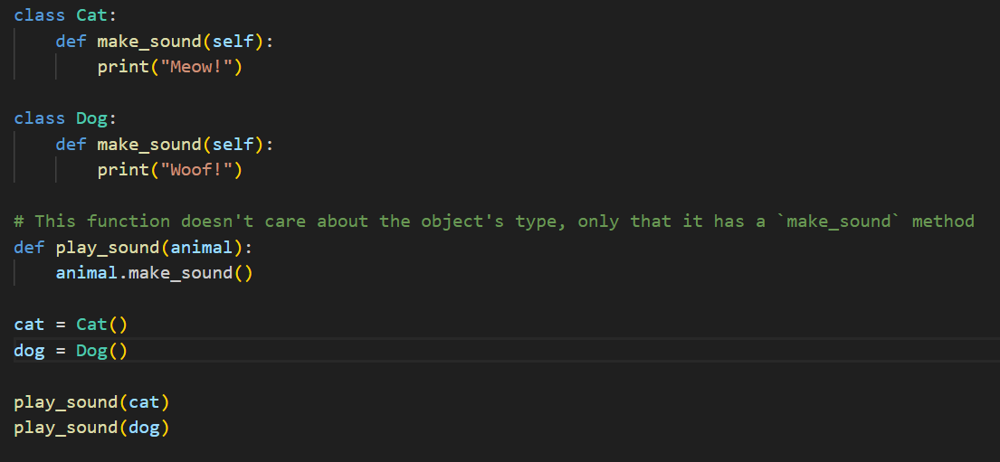 class Cat:
    def make_sound(self):
        print("Meow!")

class Dog:
    def make_sound(self):
        print("Woof!")

# This function doesn't care about the object's type, only that it has a `make_sound` method
def play_sound(animal):
    animal.make_sound()

cat = Cat()
dog = Dog()

play_sound(cat)
play_sound(dog)